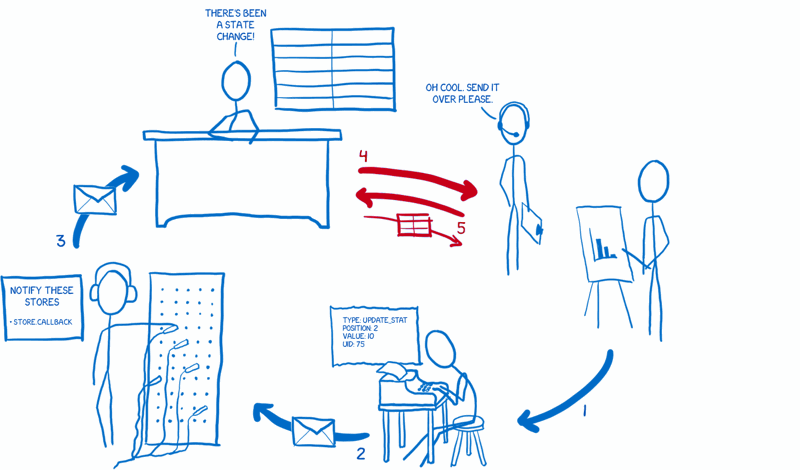 THERE'S BEEN
A STATE
CHANGE!
OH COOL. SEND IT
OVER PLEASE.
4
5
3
NOTIFY THESE
STORES
• STORE.CALLBACK
TYPE: UPDATE_STAT
POSITION: 2
VALUE: 10
UID: 75
1
2